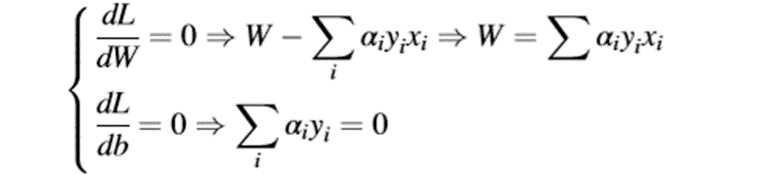 dL/dW = 0 ⇒ W − ∑_i α_i y_i x_i ⇒ W = ∑ α_i y_i x_i
dL/db = 0 ⇒ ∑_i α_i y_i = 0